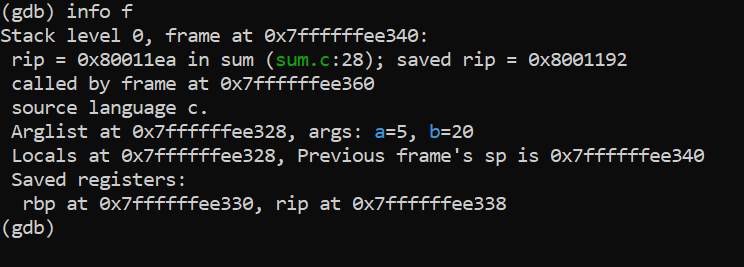 (gdb) info f
Stack level 0, frame at 0x7ffffffee340:
rip = 0x80011ea in sum (sum.c:28); saved rip = 0x8001192
called by frame at 0x7ffffffee360
source language c.
Arglist at 0x7ffffffee328, args: a=5, b=20
Locals at 0x7ffffffee328, Previous frame's sp is 0x7ffffffee340
Saved registers:
rbp at 0x7ffffffee330, rip at 0x7ffffffee338
(gdb)